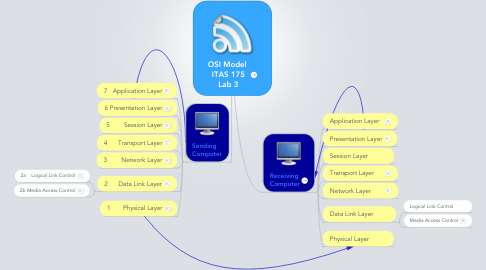 OSI Model
ITAS 175
Lab 3
Sending
Computer
7 Application Layer
6 Presentation Layer
5 Session Layer
4 Transport Layer
3 Network Layer
2 Data Link Layer
2a Logical Link Control
2b Media Access Control
1 Physical Layer
Receiving
Computer
Application Layer
Presentation Layer
Session Layer
Transport Layer
Network Layer
Data Link Layer
Logical Link Control
Media Access Control
Physical Layer